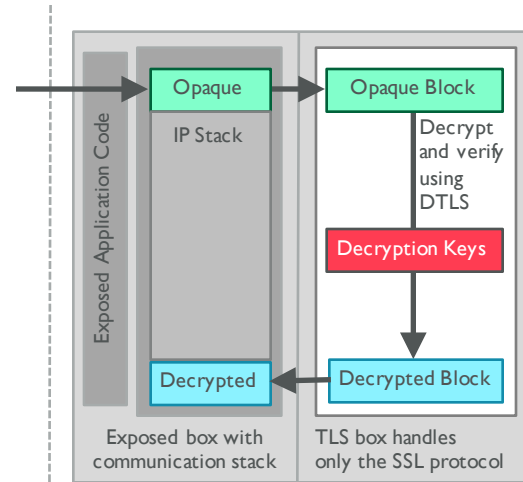 Exposed Application Code
Opaque
IP Stack
Decrypted
Exposed box with
communication stack
Opaque Block
Decrypt
and verify
using
DTLS
Decryption Keys
Decrypted Block
TLS box handles
only the SSL protocol